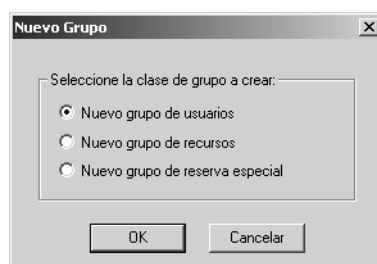 Nuevo Grupo
Seleccione la clase de grupo a crear:
Nuevo grupo de usuarios
Nuevo grupo de recursos
Nuevo grupo de reserva especial
OK Cancelar